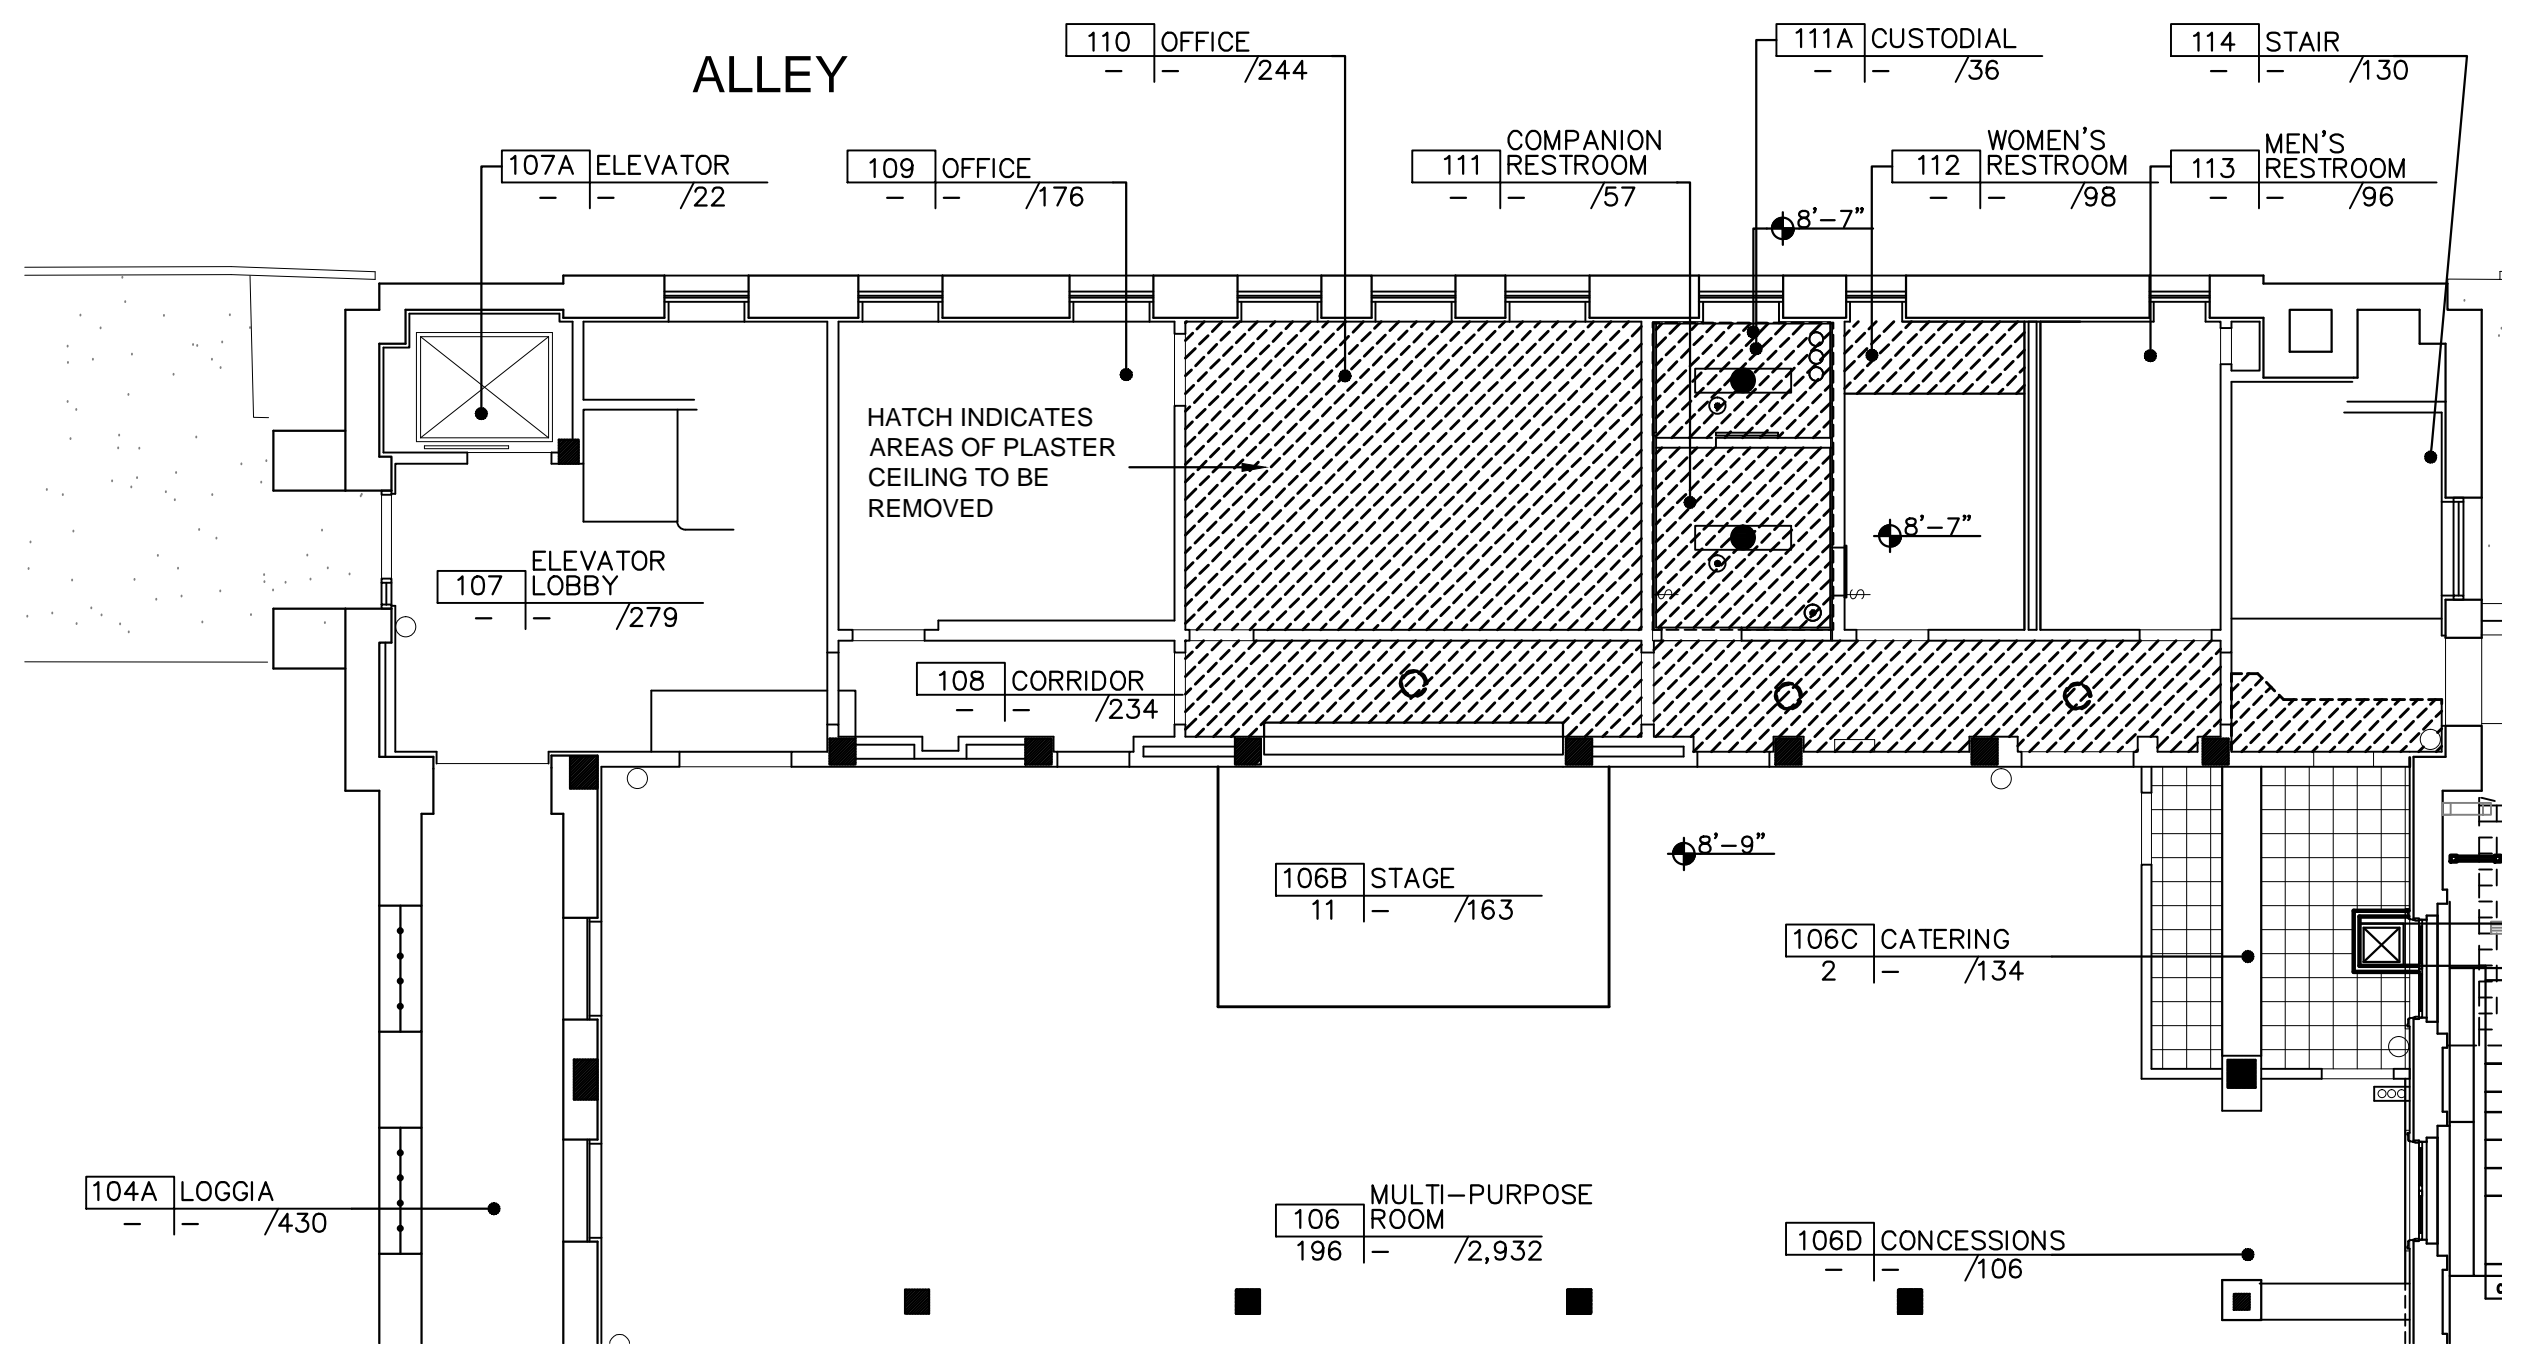 ALLEY
110 OFFICE
– – /244
111A CUSTODIAL
– – /36
114 STAIR
– – /130
107A ELEVATOR
– – /22
109 OFFICE
– – /176
COMPANION
111 RESTROOM
– – /57
WOMEN'S
112 RESTROOM
– – /98
MEN'S
113 RESTROOM
– – /96
8'–7"
HATCH INDICATES
AREAS OF PLASTER
CEILING TO BE
REMOVED
8'–7"
ELEVATOR
107 LOBBY
– – /279
S
S
108 CORRIDOR
– – /234
8'–9"
106B STAGE
11 – /163
106C CATERING
2 – /134
104A LOGGIA
– – /430
MULTI–PURPOSE
106 ROOM
196 – /2,932
106D CONCESSIONS
– – /106